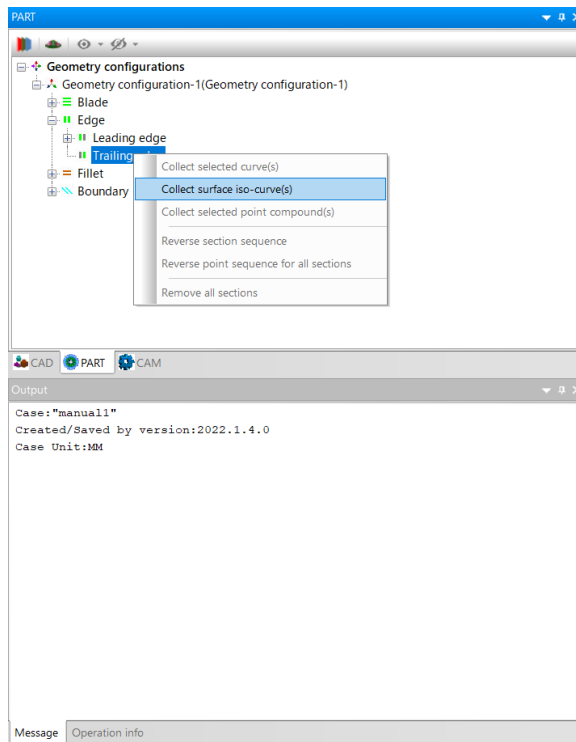 PART
Geometry configurations
Geometry configuration-1(Geometry configuration-1)
Blade
Edge
Leading edge
Trailing
Fillet
Boundary
Collect selected curve(s)
Collect surface iso-curve(s)
Collect selected point compound(s)
Reverse section sequence
Reverse point sequence for all sections
Remove all sections
CAD PART CAM
Output
Case:"manual1"
Created/Saved by version:2022.1.4.0
Case Unit:MM
Message Operation info